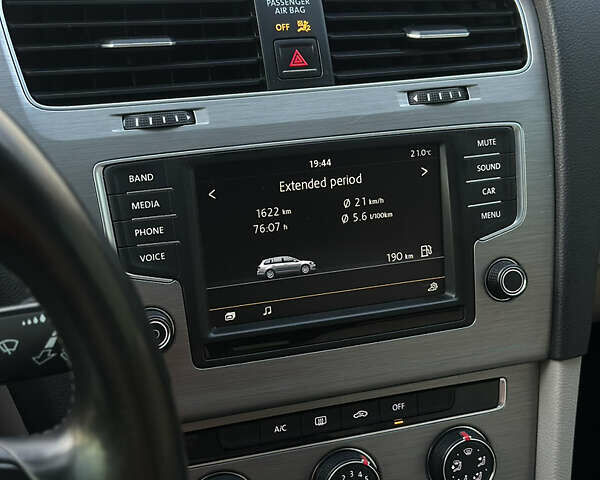 PASSENGER
AIR BAG
OFF
19:44
21.0°C
< Extended period >
1622 km
76:07 h
Ø 21 km/h
Ø 5.6 l/100km
190 km
BAND
MEDIA
PHONE
VOICE
MUTE
SOUND
CAR
MENU
A/C
OFF